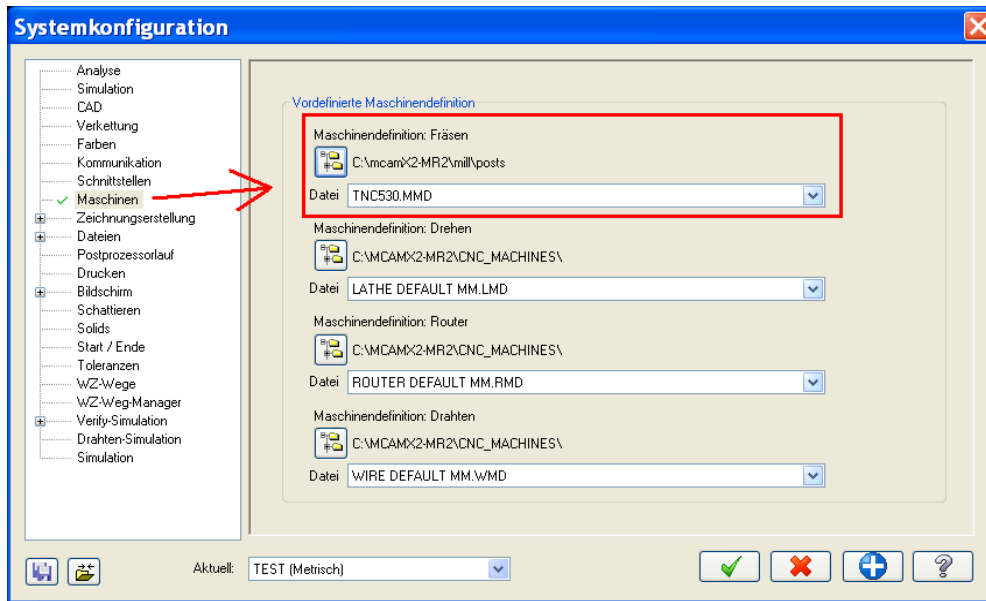 Systemkonfiguration
Analyse
Simulation
CAD
Verkettung
Farben
Kommunikation
Schnittstellen
Maschinen
Zeichnungserstellung
Dateien
Postprozessorlauf
Drucken
Bildschirm
Schattieren
Solids
Start / Ende
Toleranzen
WZ-Wege
WZ-Weg-Manager
Verify-Simulation
Drahten-Simulation
Simulation
Vordefinierte Maschinendefinition
Maschinendefinition: Fräsen
C:\mcamX2-MR2\mill\posts
Datei TNC530.MMD
Maschinendefinition: Drehen
C:\MCAMX2-MR2\CNC_MACHINES\
Datei LATHE DEFAULT MM.LMD
Maschinendefinition: Router
C:\MCAMX2-MR2\CNC_MACHINES\
Datei ROUTER DEFAULT MM.RMD
Maschinendefinition: Drahten
C:\MCAMX2-MR2\CNC_MACHINES\
Datei WIRE DEFAULT MM.WMD
Aktuell: TEST (Metrisch)